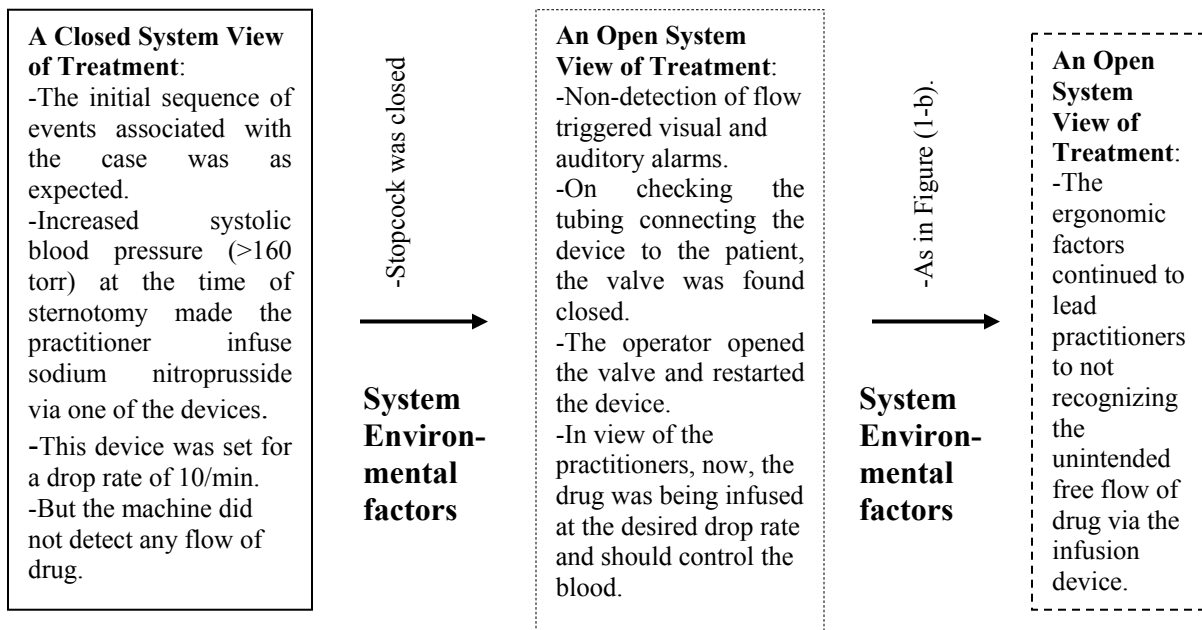 A Closed System View
of Treatment:
-The initial sequence of
events associated with
the case was as
expected.
-Increased systolic
blood pressure (>160
torr) at the time of
sternotomy made the
practitioner infuse
sodium nitroprusside
via one of the devices.
-This device was set for
a drop rate of 10/min.
-But the machine did
not detect any flow of
drug.
-Stopcock was closed
System
Environ-
mental
factors
An Open System
View of Treatment:
-Non-detection of flow
triggered visual and
auditory alarms.
-On checking the
tubing connecting the
device to the patient,
the valve was found
closed.
-The operator opened
the valve and restarted
the device.
-In view of the
practitioners, now, the
drug was being infused
at the desired drop rate
and should control the
blood.
-As in Figure (1-b).
System
Environ-
mental
factors
An Open
System
View of
Treatment:
-The
ergonomic
factors
continued to
lead
practitioners
to not
recognizing
the
unintended
free flow of
drug via the
infusion
device.